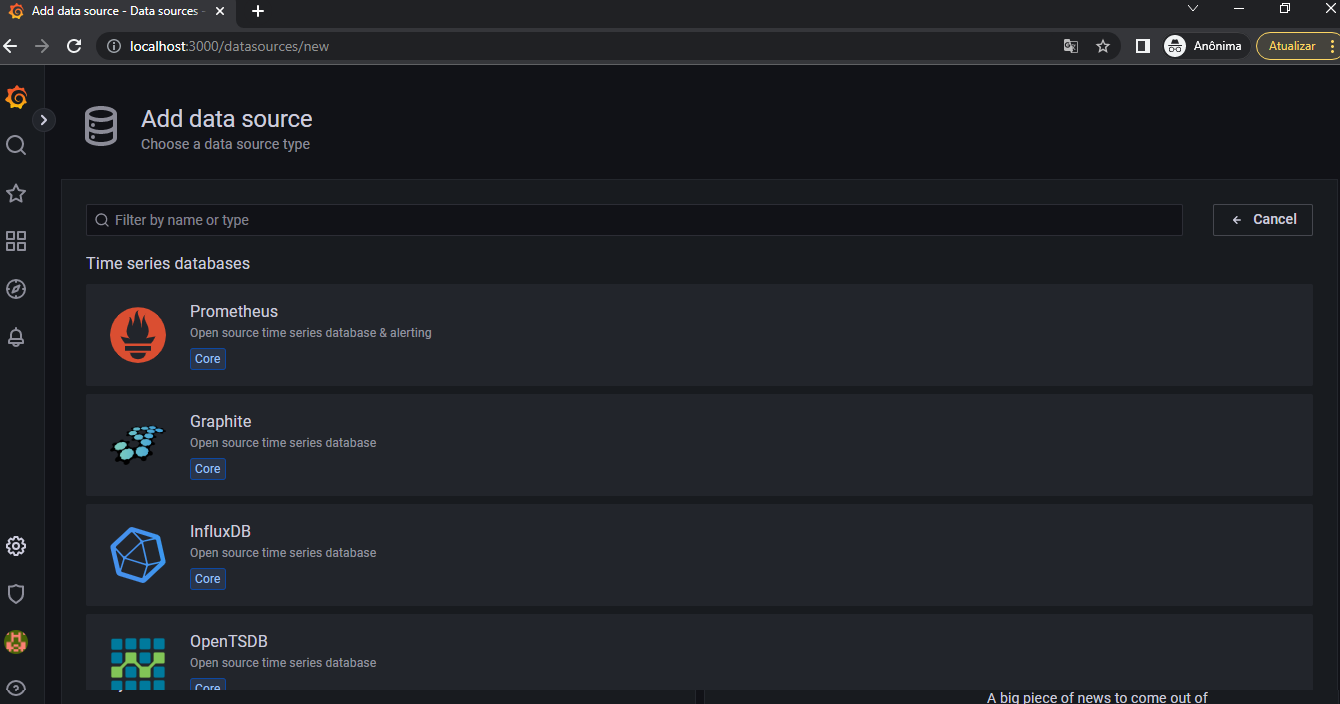 Add data source - Data sources -
localhost:3000/datasources/new
Anônima
Atualizar
Add data source
Choose a data source type
Filter by name or type
Cancel
Time series databases
Prometheus
Open source time series database & alerting
Core
Graphite
Open source time series database
Core
InfluxDB
Open source time series database
Core
OpenTSDB
Open source time series database
Core
A big piece of news to come out of